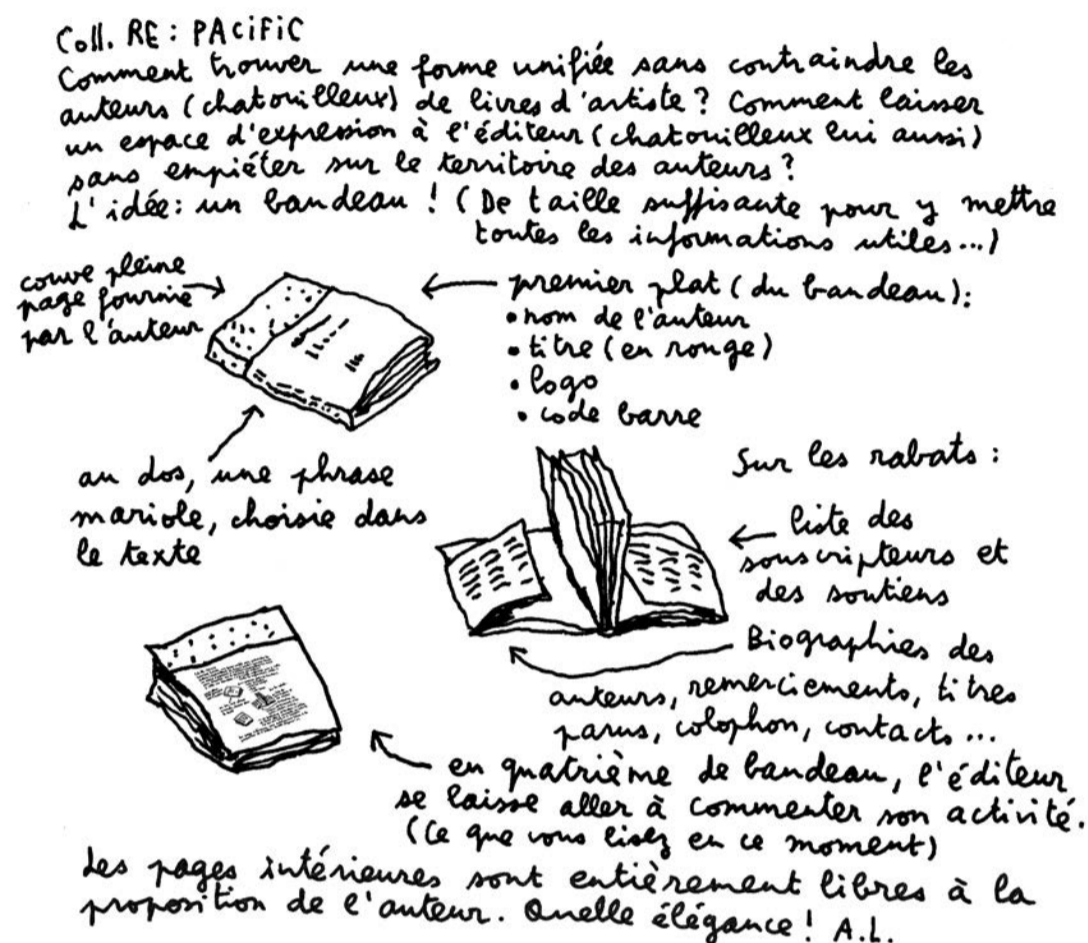 Coll. RE : PAciFiC
Comment trouver une forme unifiée sans contraindre les
auteurs (chatouilleux) de livres d'artiste ? Comment laisser
un espace d'expression à l'éditeur (chatouilleux lui aussi)
sans empiéter sur le territoire des auteurs ?
L'idée : un bandeau ! (De taille suffisante pour y mettre
toutes les informations utiles...)
couve pleine
page fournie
par l'auteur
premier plat (du bandeau) :
• nom de l'auteur
• titre (en rouge)
• logo
• code barre
au dos, une phrase
mariole, choisie dans
le texte
Sur les rabats :
liste des
souscripteurs et
des soutiens
Biographies des
auteurs, remerciements, titres
parus, colophon, contacts ...
en quatrième de bandeau, l'éditeur
se laisse aller à commenter son activité.
(Ce que vous lisez en ce moment)
Les pages intérieures sont entièrement libres à la
proposition de l'auteur. Quelle élégance ! A.L.